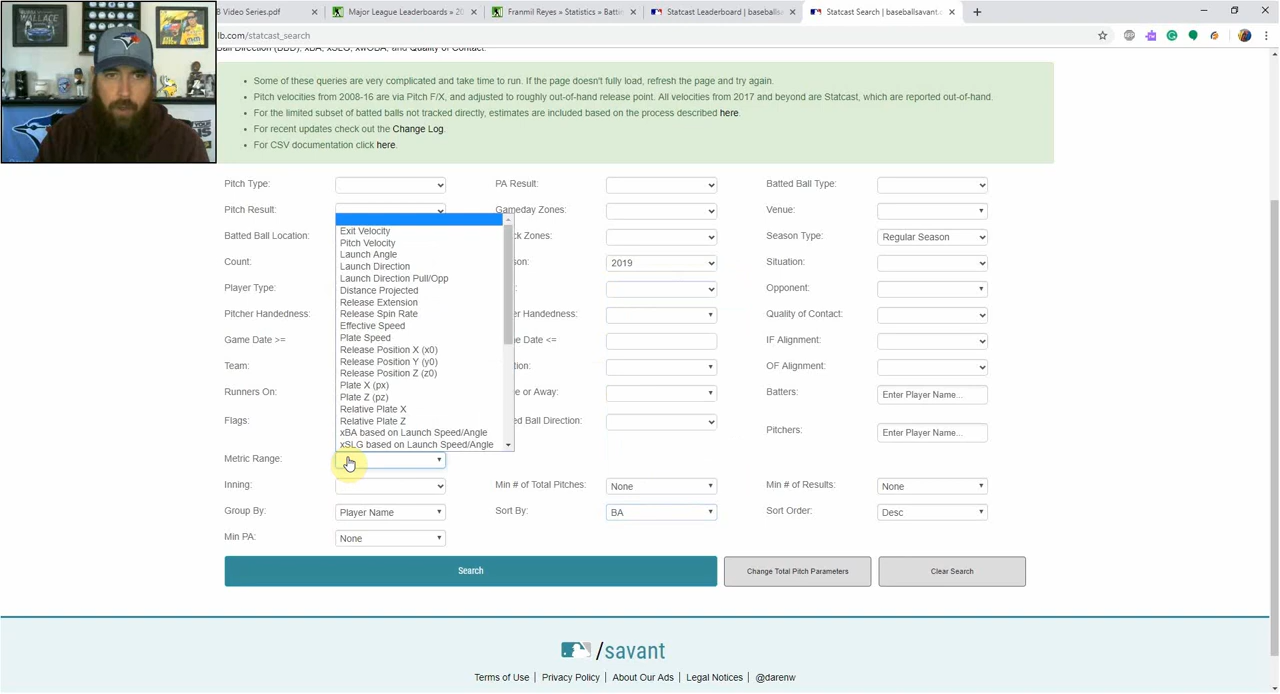 B Video Series.pdf
Major League Leaderboards » 20
Franmil Reyes » Statistics » Battin
Statcast Leaderboard | baseballsa
Statcast Search | baseballsavant.c
lb.com/statcast_search
Ball Direction (BBD), xBA, xSLG, xwOBA, and Quality of Contact.
Some of these queries are very complicated and take time to run. If the page doesn't fully load, refresh the page and try again.
Pitch velocities from 2008-16 are via Pitch F/X, and adjusted to roughly out-of-hand release point. All velocities from 2017 and beyond are Statcast, which are reported out-of-hand.
For the limited subset of batted balls not tracked directly, estimates are included based on the process described here.
For recent updates check out the Change Log.
For CSV documentation click here.
Pitch Type: PA Result: Batted Ball Type:
Pitch Result: Gameday Zones: Venue:
Batted Ball Location: Zones: Season Type: Regular Season
Count: 2019 Situation:
Player Type: Opponent:
Pitcher Handedness: Handedness: Quality of Contact:
Game Date >= Date <= IF Alignment:
Team: OF Alignment:
Runners On: or Away: Batters: Enter Player Name...
Flags: Ball Direction: Pitchers: Enter Player Name...
Exit Velocity
Pitch Velocity
Launch Angle
Launch Direction
Launch Direction Pull/Opp
Distance Projected
Release Extension
Release Spin Rate
Effective Speed
Plate Speed
Release Position X (x0)
Release Position Y (y0)
Release Position Z (z0)
Plate X (px)
Plate Z (pz)
Relative Plate X
Relative Plate Z
xBA based on Launch Speed/Angle
xSLG based on Launch Speed/Angle
Metric Range:
Inning: Min # of Total Pitches: None Min # of Results: None
Group By: Player Name Sort By: BA Sort Order: Desc
Min PA: None
Search Change Total Pitch Parameters Clear Search
MLB /savant
Terms of Use | Privacy Policy | About Our Ads | Legal Notices | @darenw